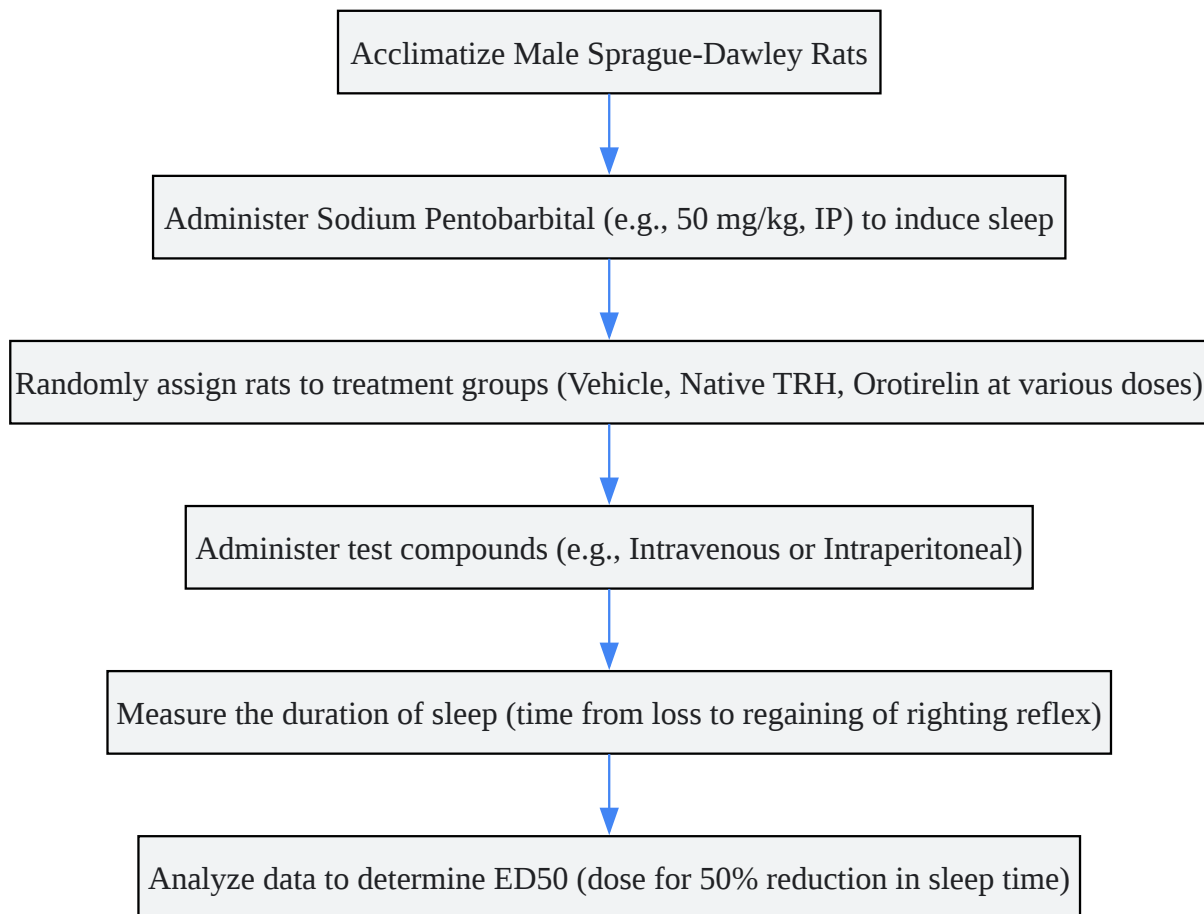 Acclimatize Male Sprague-Dawley Rats
Administer Sodium Pentobarbital (e.g., 50 mg/kg, IP) to induce sleep
Randomly assign rats to treatment groups (Vehicle, Native TRH, Orotirelin at various doses)
Administer test compounds (e.g., Intravenous or Intraperitoneal)
Measure the duration of sleep (time from loss to regaining of righting reflex)
Analyze data to determine ED50 (dose for 50% reduction in sleep time)